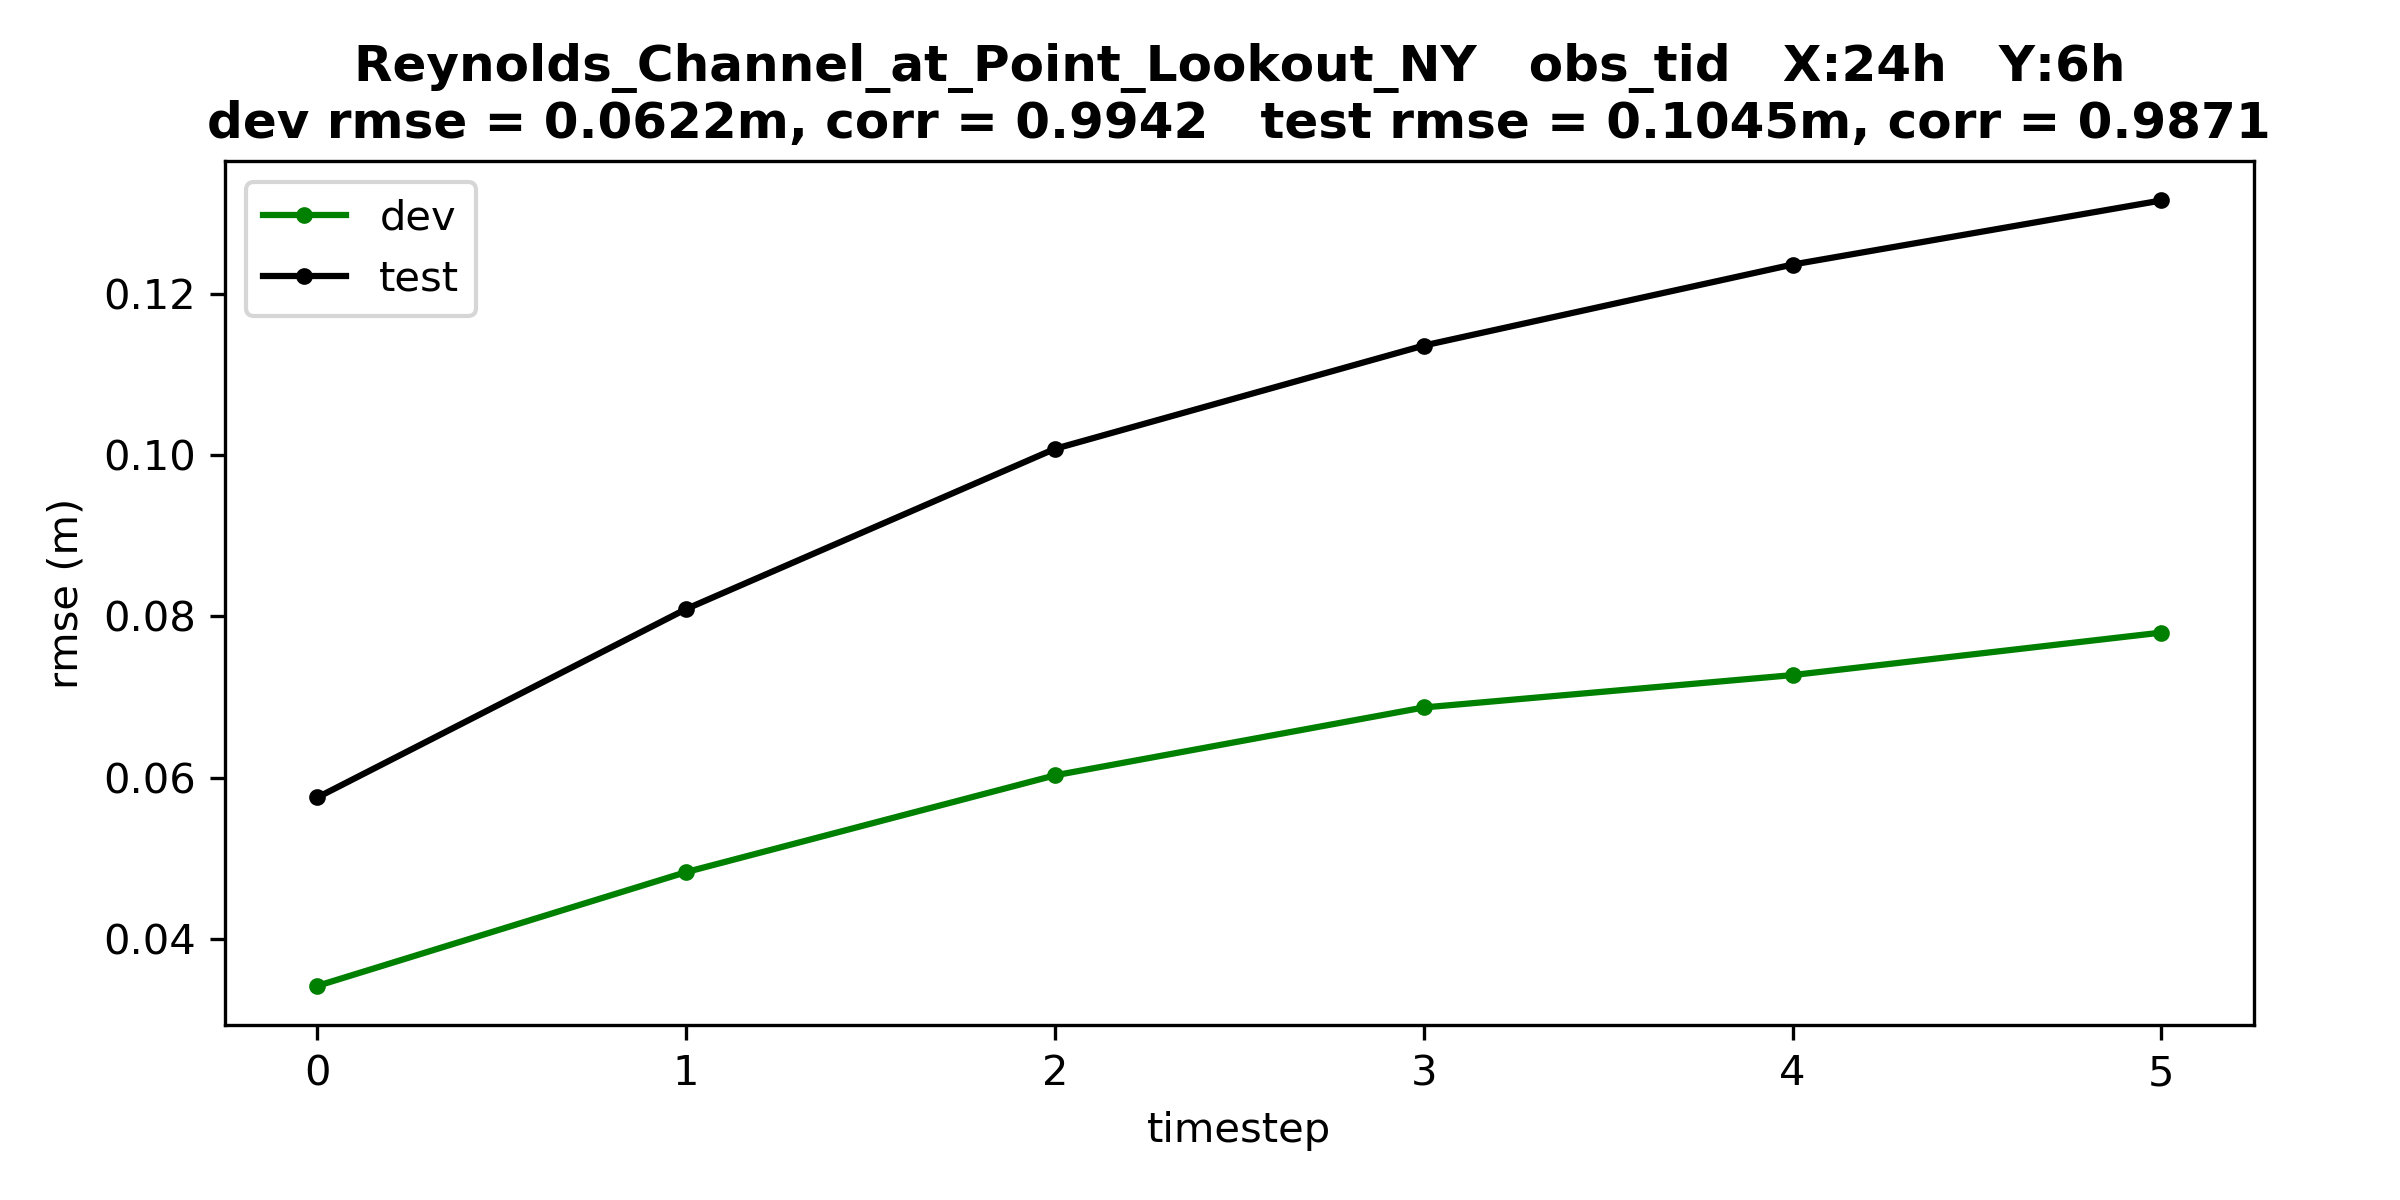 Reynolds_Channel_at_Point_Lookout_NY   obs_tid   X:24h   Y:6h
dev rmse = 0.0622m, corr = 0.9942   test rmse = 0.1045m, corr = 0.9871
dev
test
0.12
0.10
0.08
0.06
0.04
rmse (m)
0 1 2 3 4 5
timestep